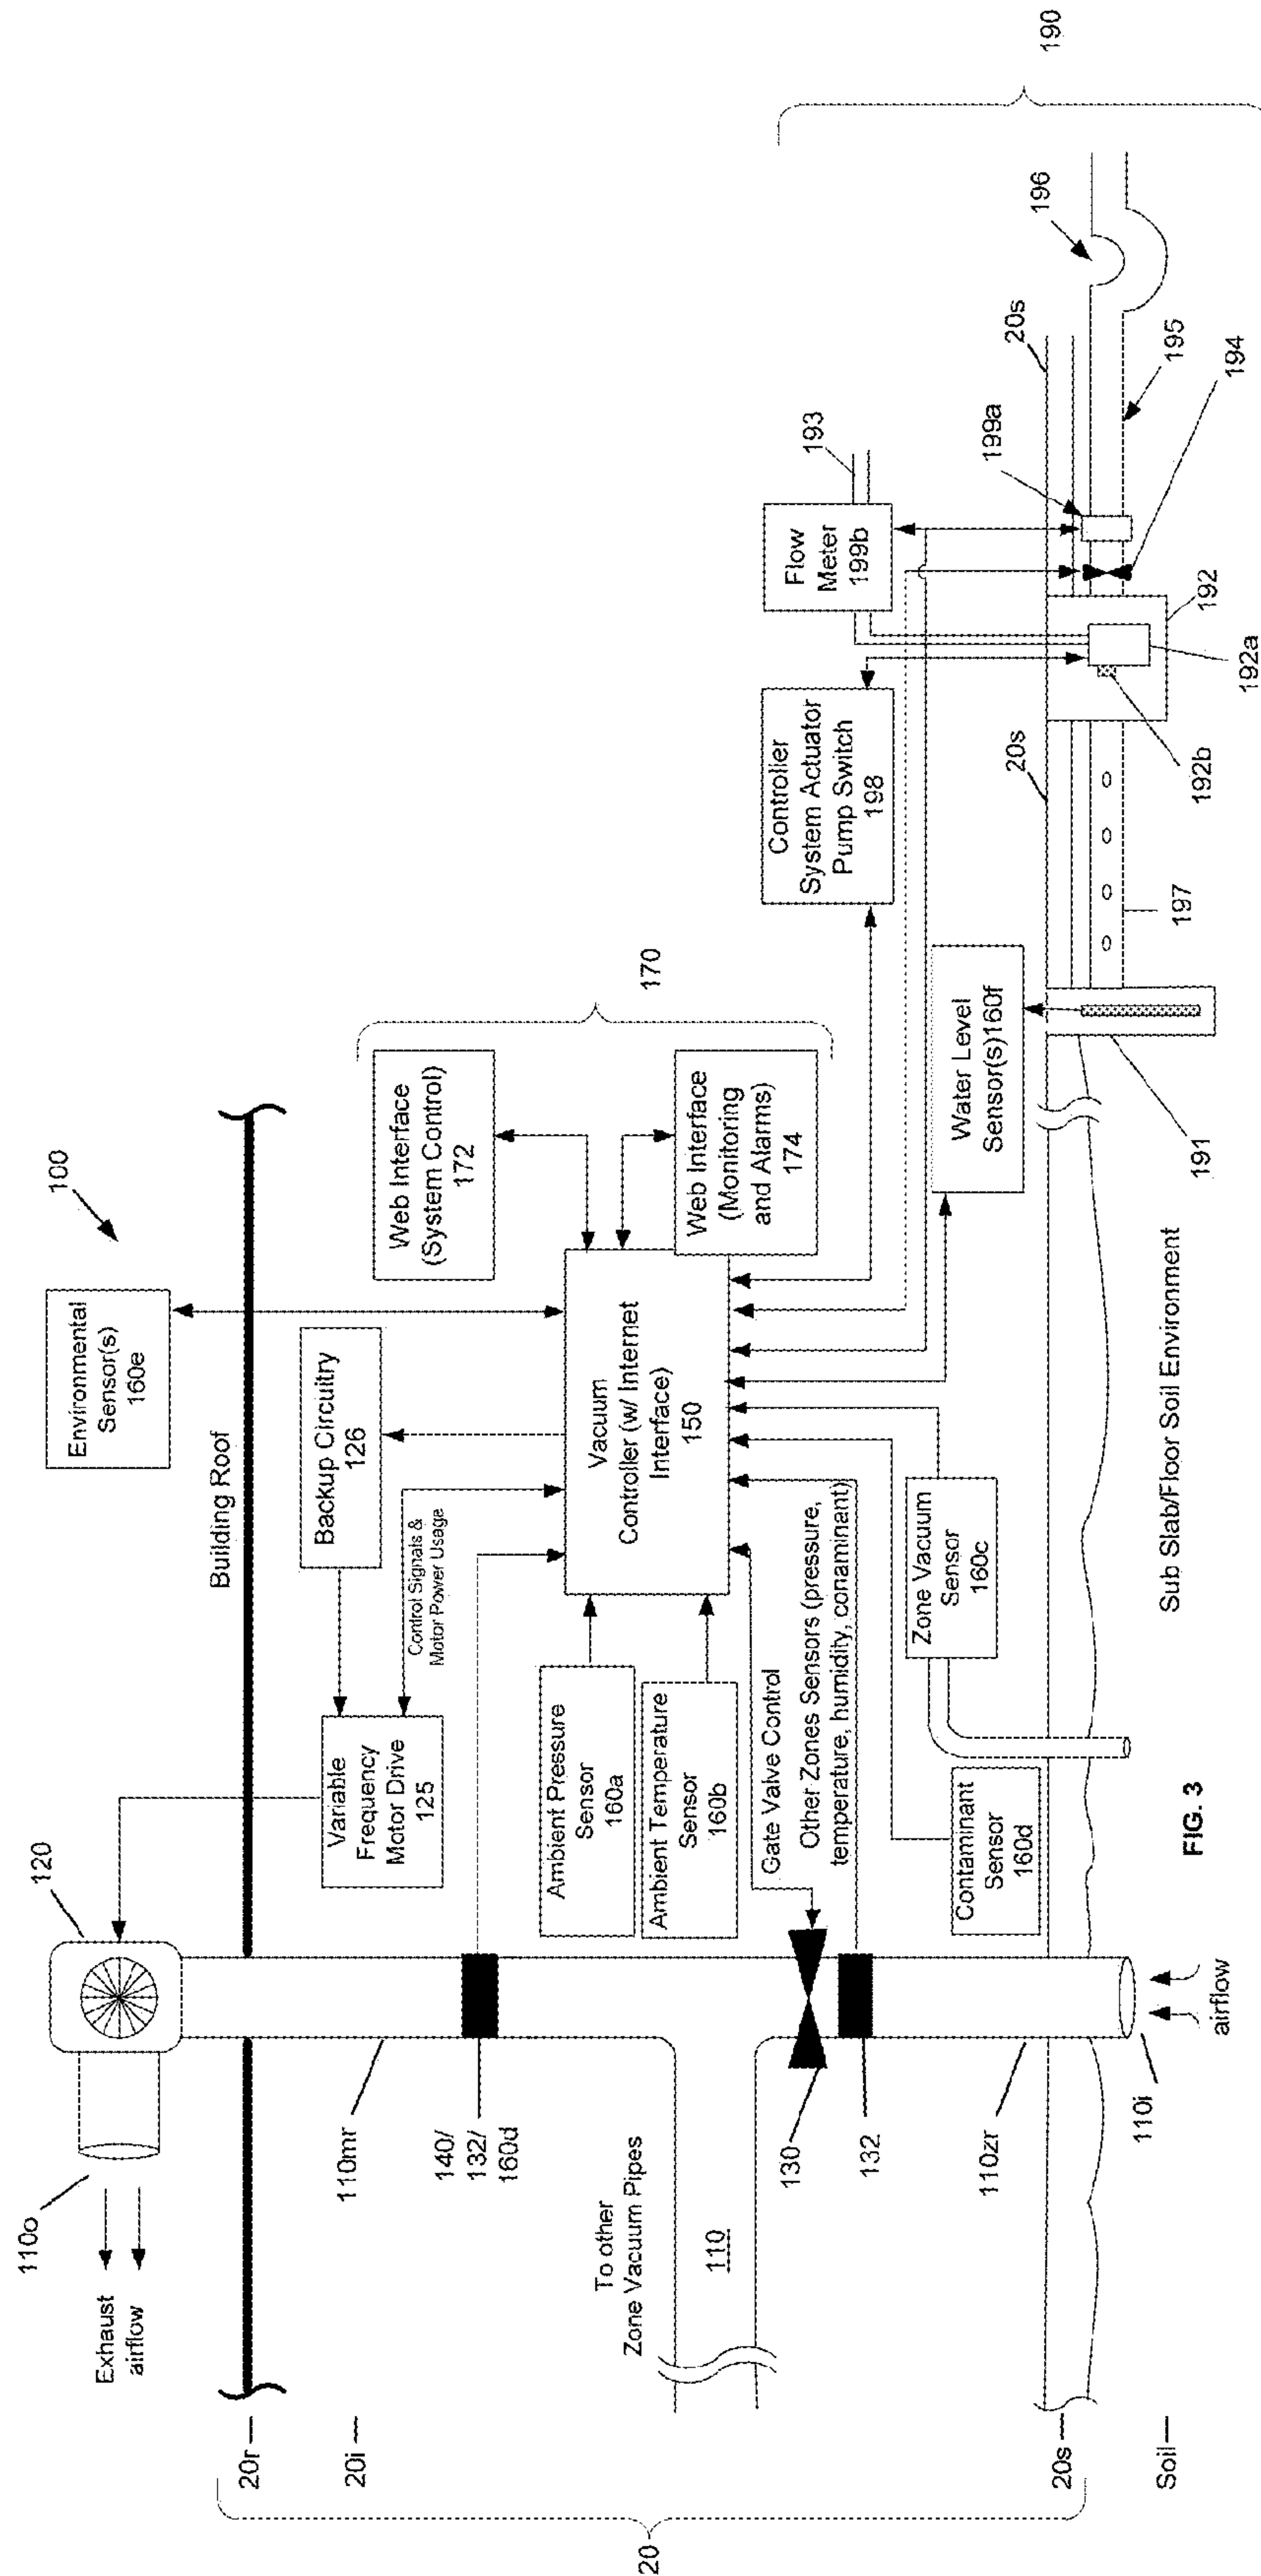 100
Environmental
Sensor(s)
160e
120
110o
Exhaust
airflow
Building Roof
20r
20i
20
Backup Circuitry
126
Variable
Frequency
Motor Drive
125
Control Signals &
Motor Power Usage
Web Interface
(System Control)
172
170
Web Interface
(Monitoring
and Alarms)
174
Vacuum
Controller (w/ Internet
Interface)
150
110mr
140/
132/
160d
Ambient Pressure
Sensor
160a
Ambient Temperature
Sensor
160b
To other
Zone Vacuum Pipes
110
Gate Valve Control
Other Zones Sensors (pressure,
temperature, humidity, conaminant)
130
132
110zr
110i
airflow
Contaminant
Sensor
160d
Zone Vacuum
Sensor
160c
Water Level
Sensor(s)160f
Controller
System Actuator
Pump Switch
198
Flow
Meter
199b
193
190
20s
20s
20s
199a
196
195
194
192
192a
192b
197
191
Soil
Sub Slab/Floor Soil Environment
FIG. 3